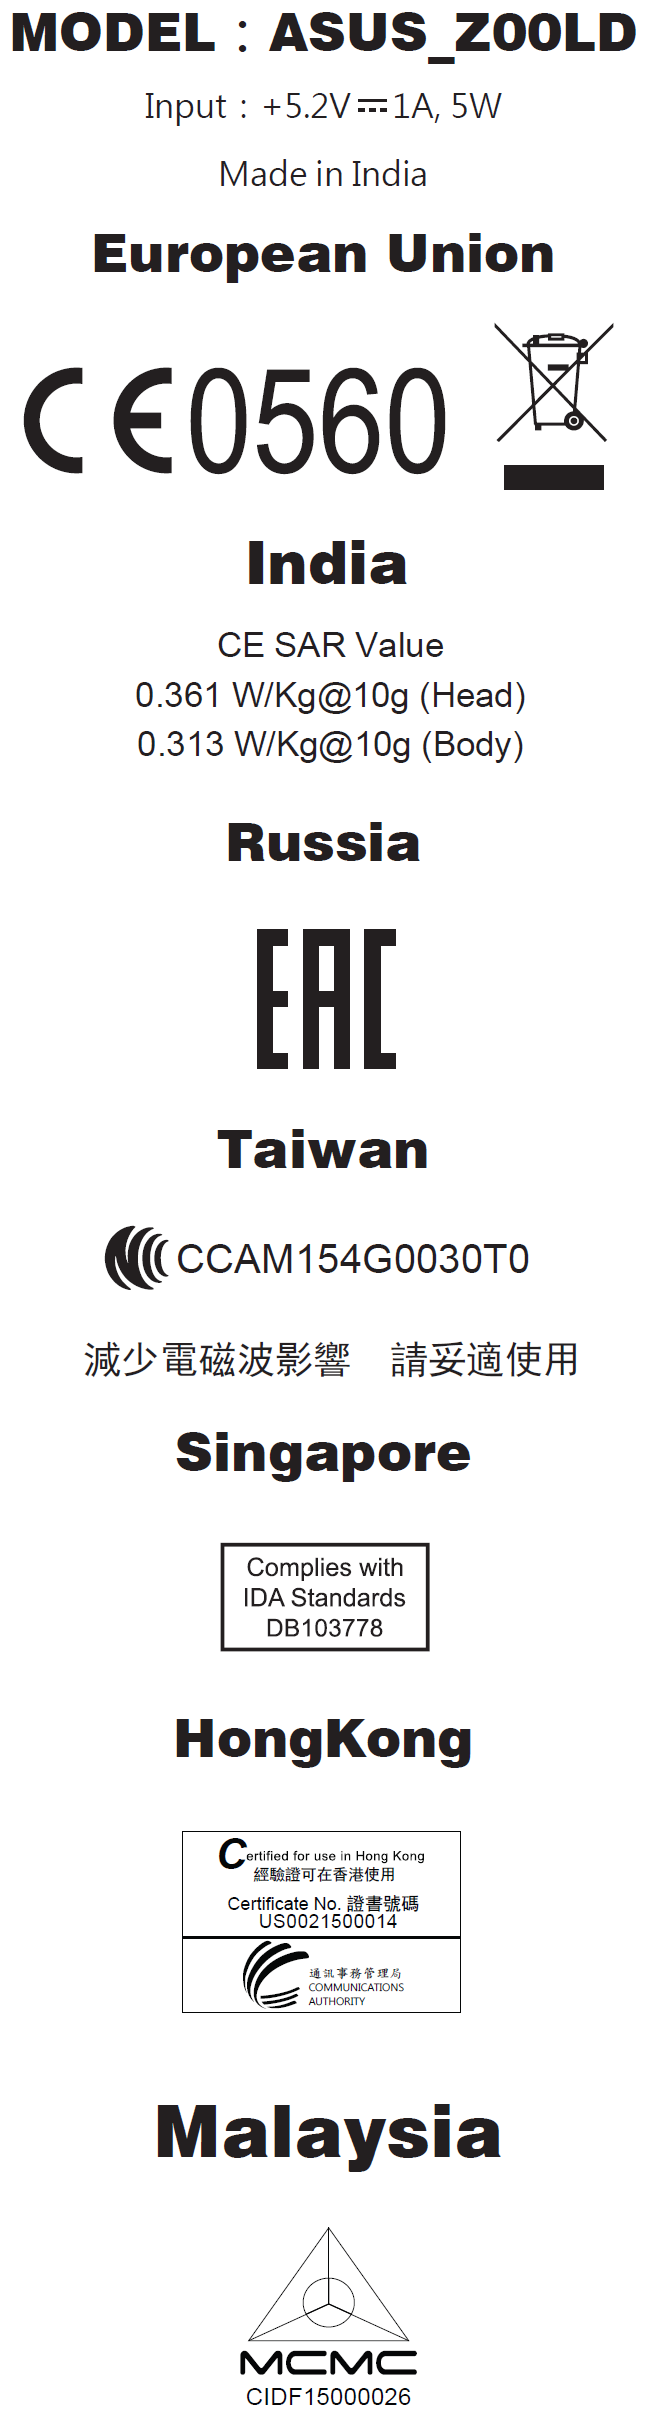 MODEL : ASUS_Z00LD
Input : +5.2V⎓1A, 5W
Made in India
European Union
CE0560
India
CE SAR Value
0.361 W/Kg@10g (Head)
0.313 W/Kg@10g (Body)
Russia
EAC
Taiwan
CCAM154G0030T0
減少電磁波影響　請妥適使用
Singapore
Complies with
IDA Standards
DB103778
HongKong
Certified for use in Hong Kong
經驗證可在香港使用
Certificate No. 證書號碼
US0021500014
通訊事務管理局
COMMUNICATIONS
AUTHORITY
Malaysia
MCMC
CIDF15000026